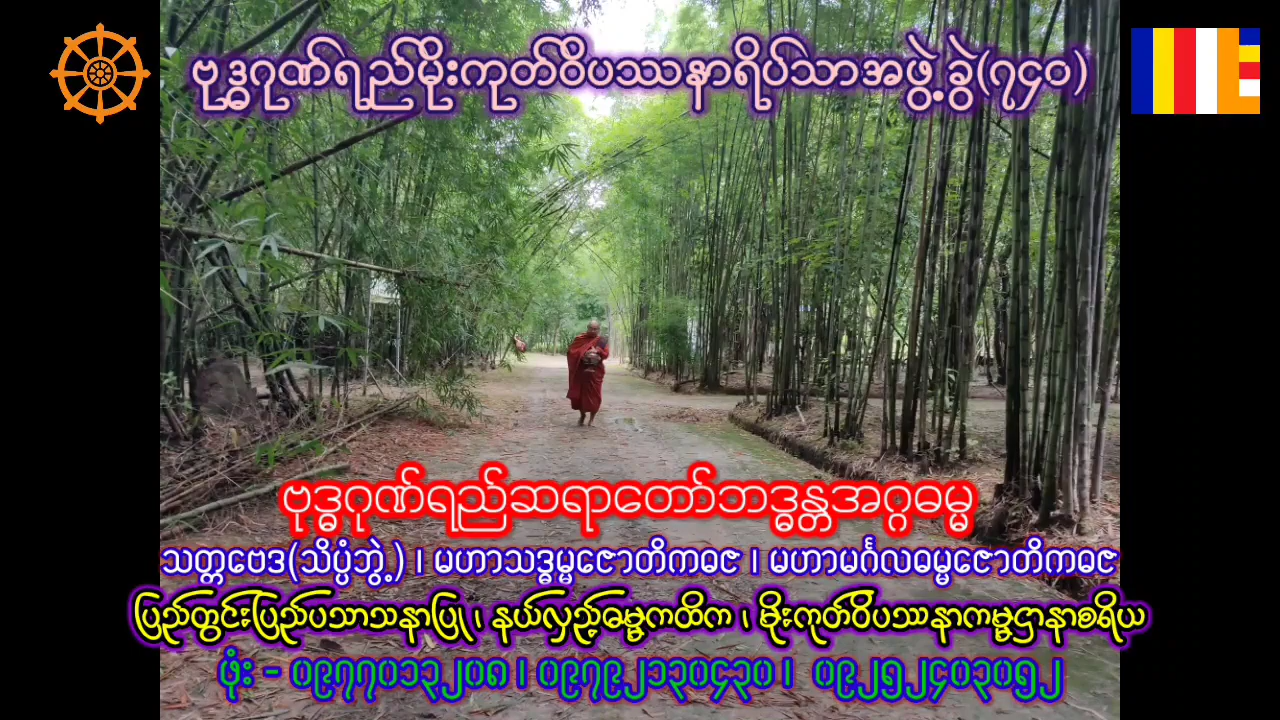 ဗုဒ္ဓဂုဏ်ရည်မိုးကုတ်ဝိပဿနာရိပ်သာအဖွဲ့ခွဲ(၇၄၀)
ဗုဒ္ဓဂုဏ်ရည်ဆရာတော်ဘဒ္ဓန္တအဂ္ဂဓမ္မ
သတ္တဗေဒ(သိပ္ပံဘွဲ့) ၊ မဟာသဒ္ဓမ္မဇောတိကဓဇ ၊ မဟာမင်္ဂလဓမ္မဇောတိကဓဇ
ပြည်တွင်းပြည်ပသာသနာပြု ၊ နယ်လှည့်ဓမ္မကထိက ၊ မိုးကုတ်ဝိပဿနာကမ္မဋ္ဌာနာစရိယ
ဖုံး - ၀၉၇၇၀၁၃၂၀၈ ၊ ၀၉၇၉၂၁၃၀၄၃၀ ၊ ၀၉၂၅၂၄၀၃၀၅၂